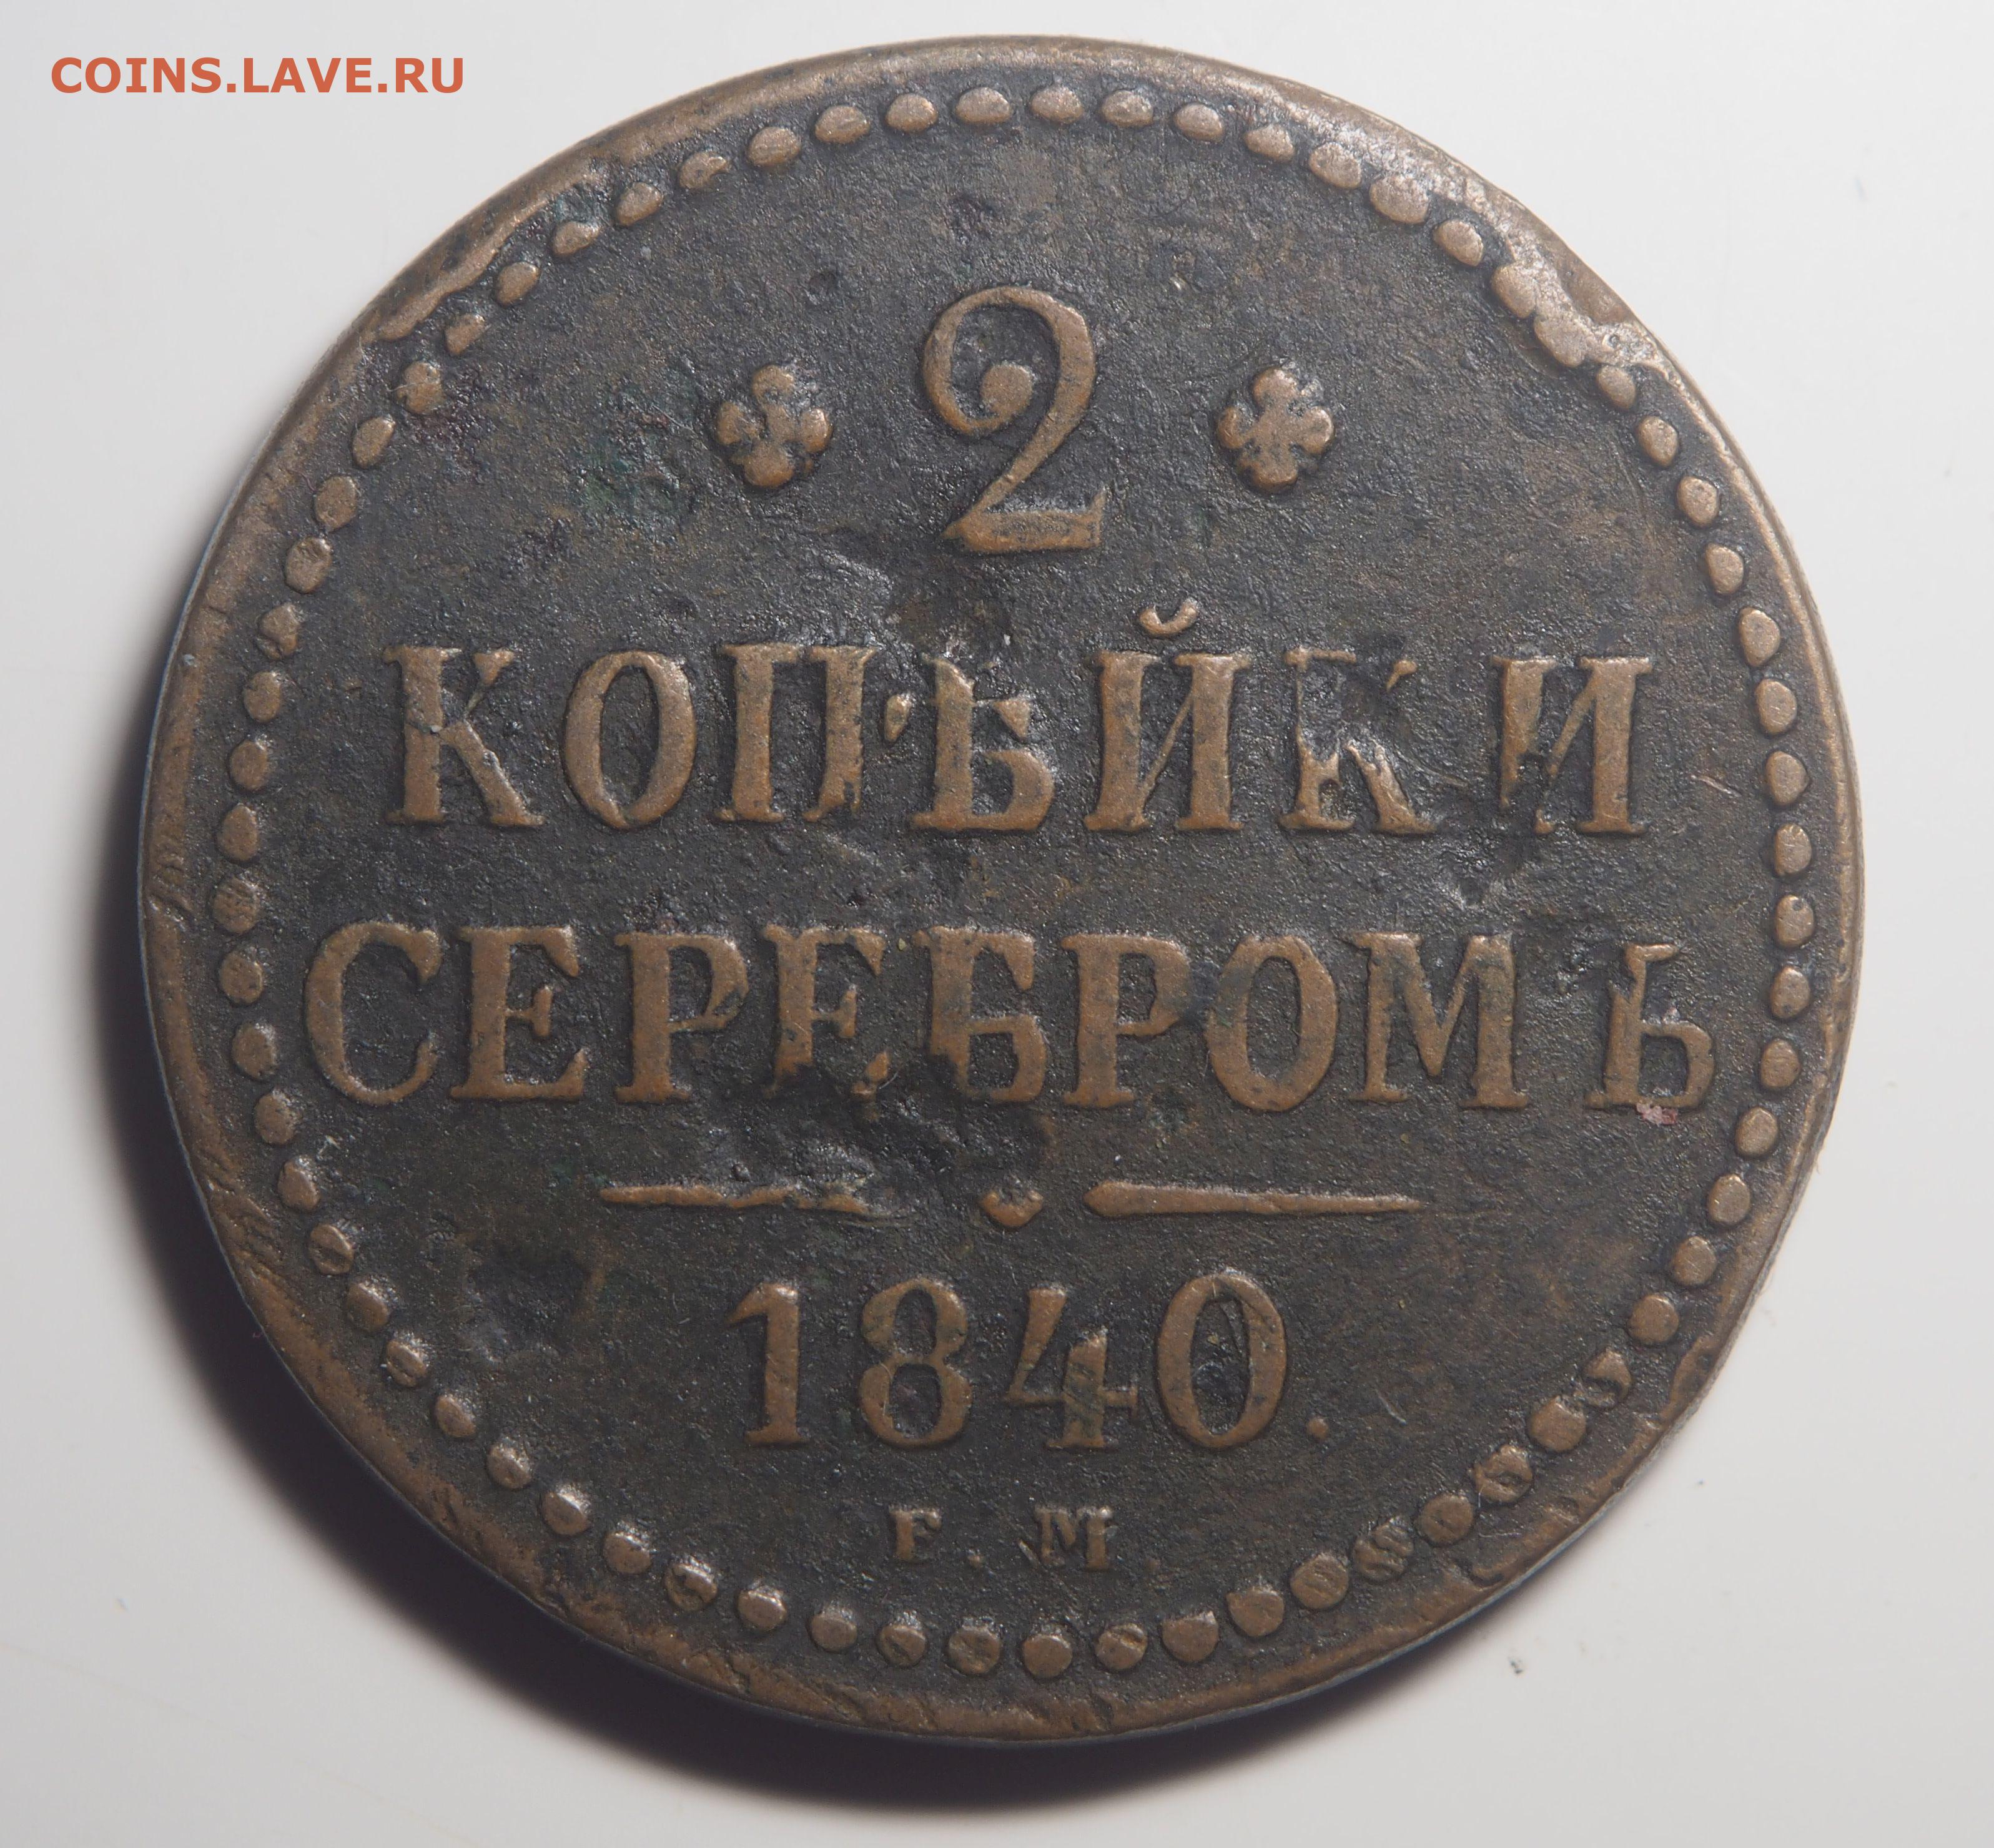 COINS.LAVE.RU
2
КОПѢЙКИ
СЕРЕБРОМЪ
1840.
Е. М.